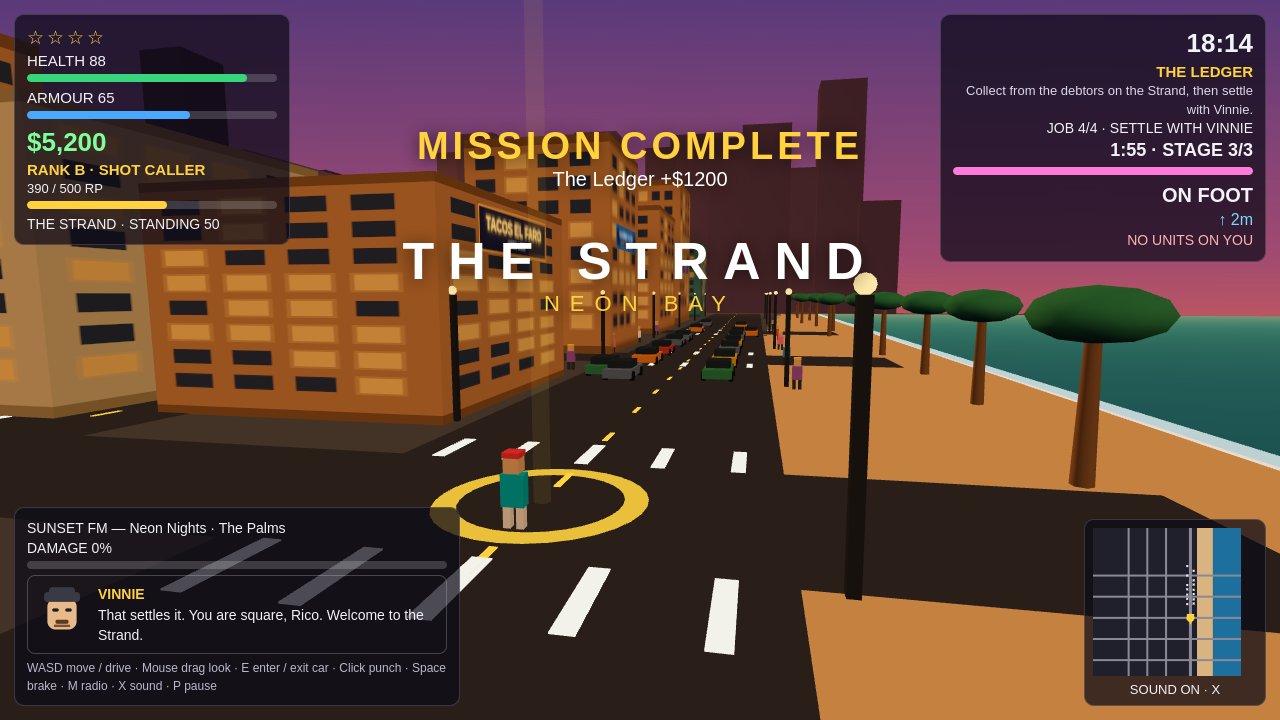 ☆☆☆☆
HEALTH 88
ARMOUR 65
$5,200
RANK B · SHOT CALLER
390 / 500 RP
THE STRAND · STANDING 50
MISSION COMPLETE
The Ledger +$1200
THE STRAND
NEON BAY
TACOS EL FARO
18:14
THE LEDGER
Collect from the debtors on the Strand, then settle
with Vinnie.
JOB 4/4 · SETTLE WITH VINNIE
1:55 · STAGE 3/3
ON FOOT
↑ 2m
NO UNITS ON YOU
SUNSET FM — Neon Nights · The Palms
DAMAGE 0%
VINNIE
That settles it. You are square, Rico. Welcome to the
Strand.
WASD move / drive · Mouse drag look · E enter / exit car · Click punch · Space
brake · M radio · X sound · P pause
SOUND ON · X